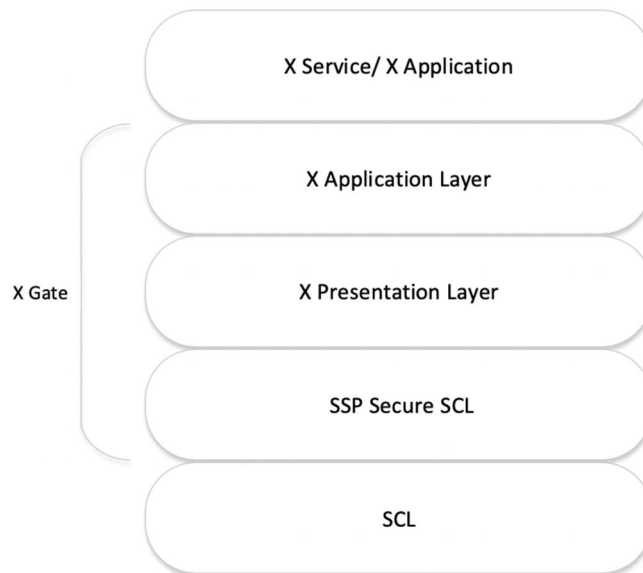 X Service/ X Application
X Application Layer
X Gate
X Presentation Layer
SSP Secure SCL
SCL